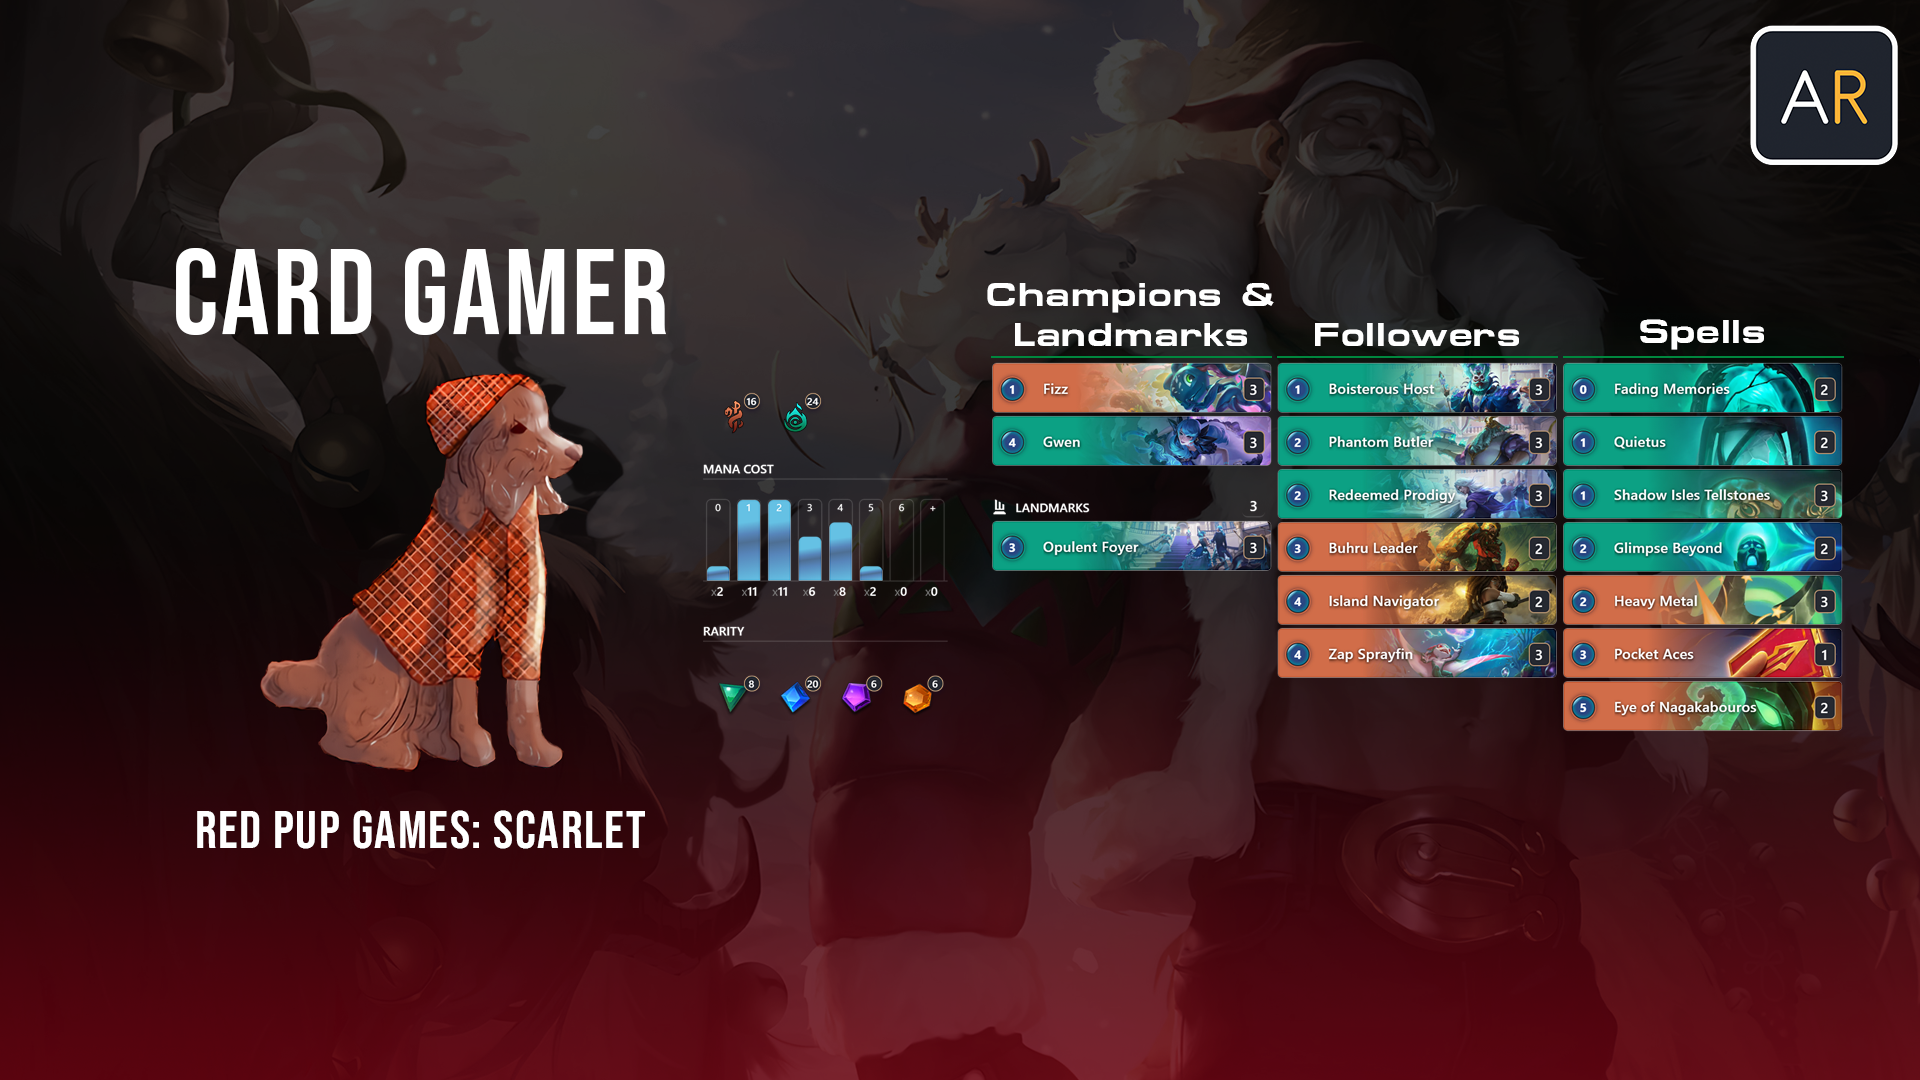 AR
CARD GAMER
RED PUP GAMES: SCARLET
16 24
MANA COST
0 1 2 3 4 5 6 +
x2 x11 x11 x6 x8 x2 x0 x0
RARITY
8 20 6 6
Champions &
Landmarks
1 Fizz 3
4 Gwen 3
LANDMARKS 3
3 Opulent Foyer 3
Followers
1 Boisterous Host 3
2 Phantom Butler 3
2 Redeemed Prodigy 3
3 Buhru Leader 2
4 Island Navigator 2
4 Zap Sprayfin 3
Spells
0 Fading Memories 2
1 Quietus 2
1 Shadow Isles Tellstones 3
2 Glimpse Beyond 2
2 Heavy Metal 3
3 Pocket Aces 1
5 Eye of Nagakabouros 2